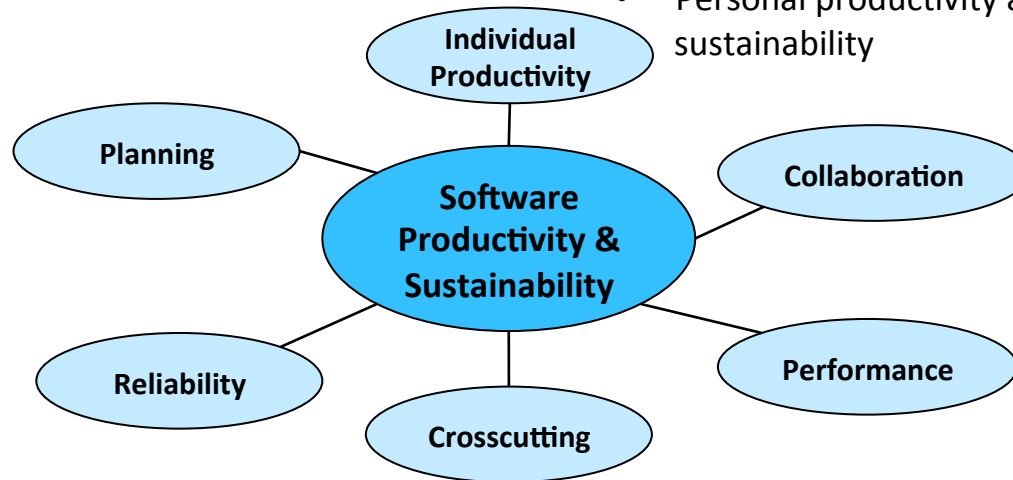 Personal productivity
sustainability
Individual
Productivity
Planning
Collaboration
Software
Productivity &
Sustainability
Reliability
Performance
Crosscutting